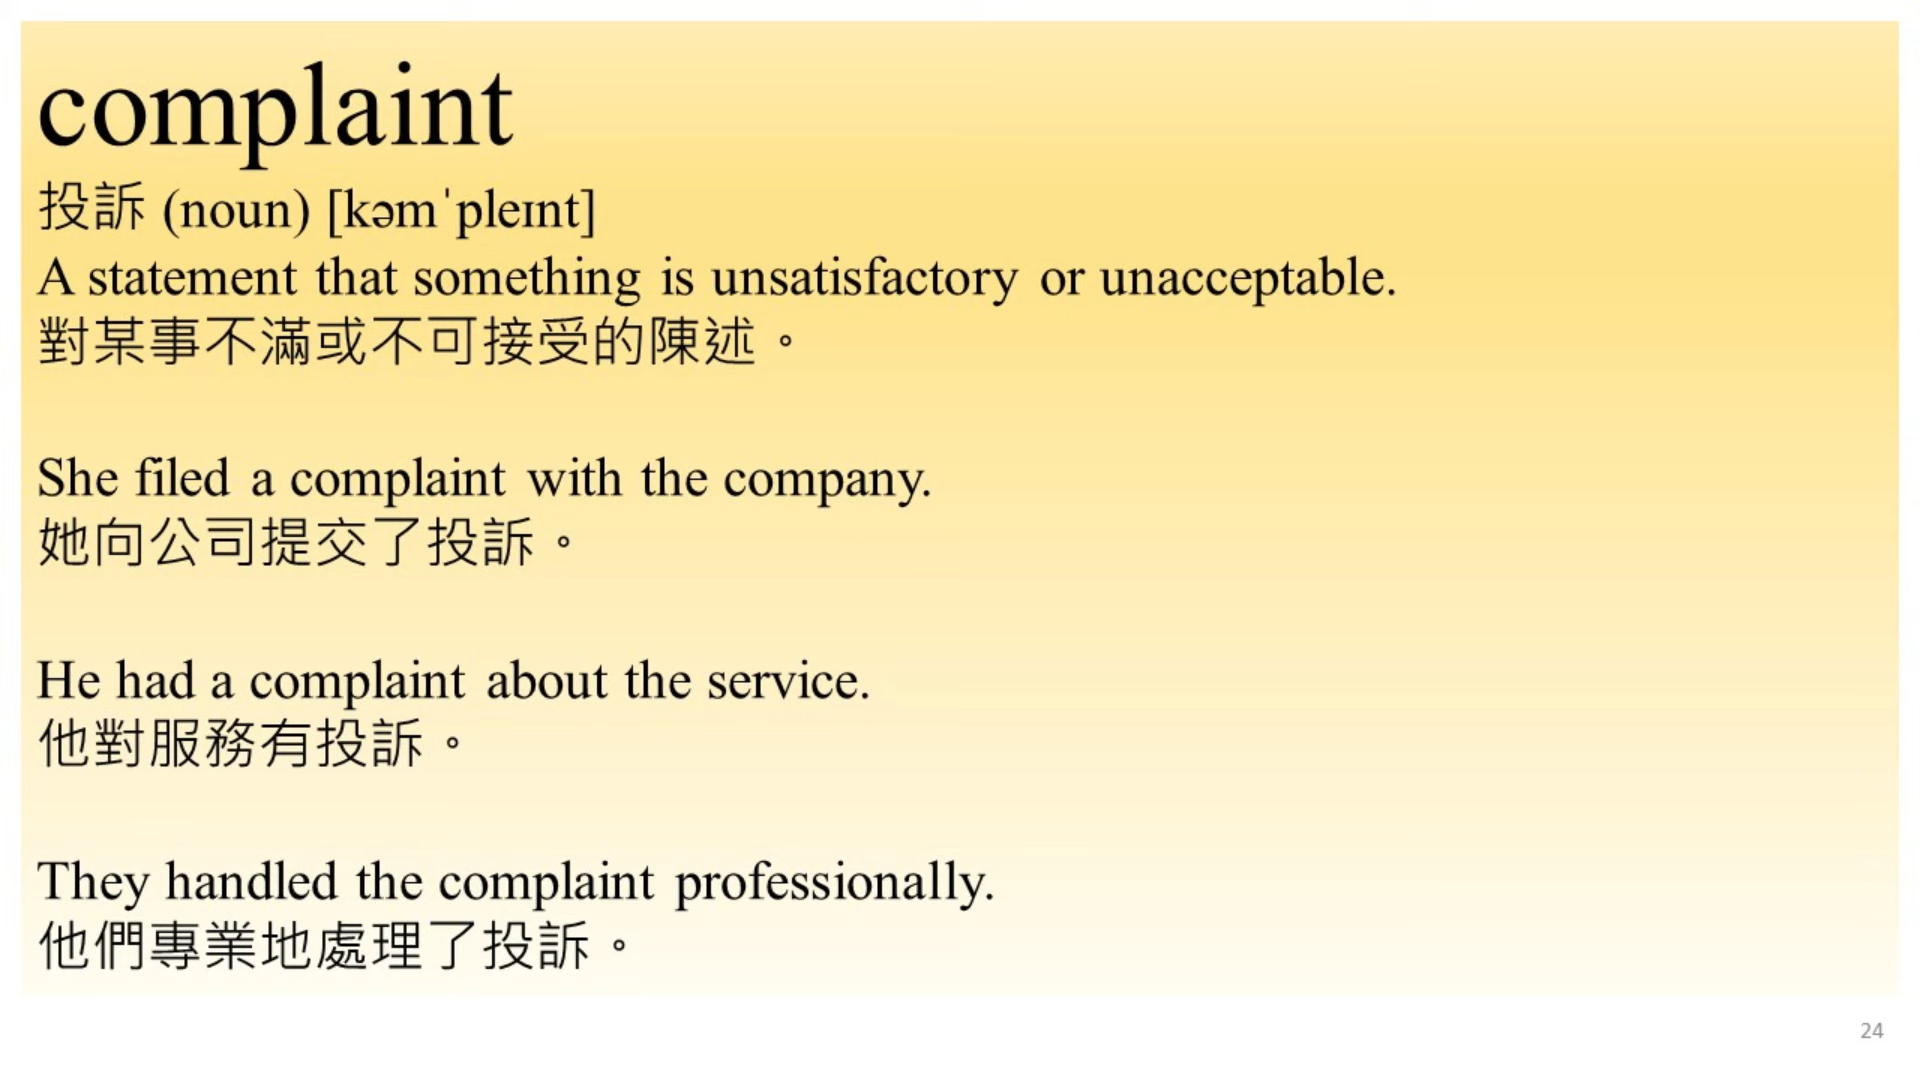 complaint
投訴 (noun) [kəmˈpleɪnt]
A statement that something is unsatisfactory or unacceptable.
對某事不滿或不可接受的陳述。
She filed a complaint with the company.
她向公司提交了投訴。
He had a complaint about the service.
他對服務有投訴。
They handled the complaint professionally.
他們專業地處理了投訴。
24